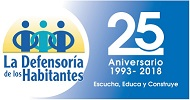 La Defensoría
de los Habitantes
25
Aniversario
1993- 2018
Escucha, Educa y Construye